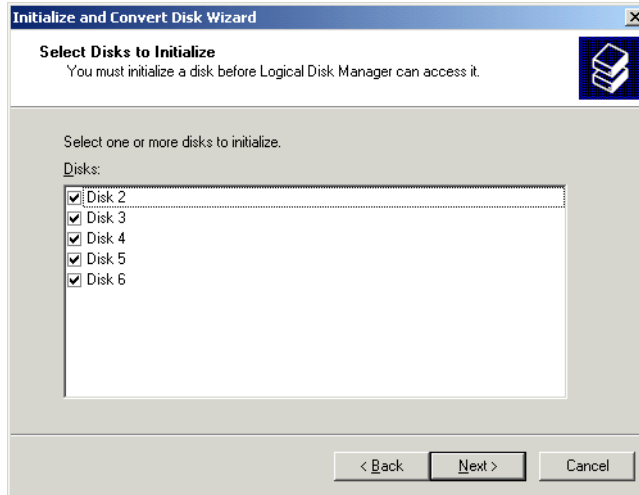 Initialize and Convert Disk Wizard
Select Disks to Initialize
You must initialize a disk before Logical Disk Manager can access it.
Select one or more disks to initialize.
Disks:
Disk 2
Disk 3
Disk 4
Disk 5
Disk 6
< Back Next > Cancel